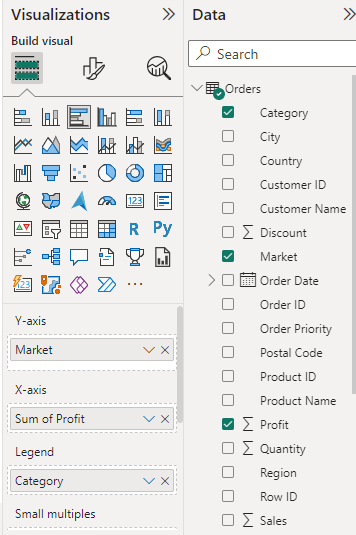 Visualizations
Build visual
123
R
Py
123
Y-axis
Market
X-axis
Sum of Profit
Legend
Category
Small multiples
Data
Search
Orders
Category
City
Country
Customer ID
Customer Name
Discount
Market
Order Date
Order ID
Order Priority
Postal Code
Product ID
Product Name
Profit
Quantity
Region
Row ID
Sales